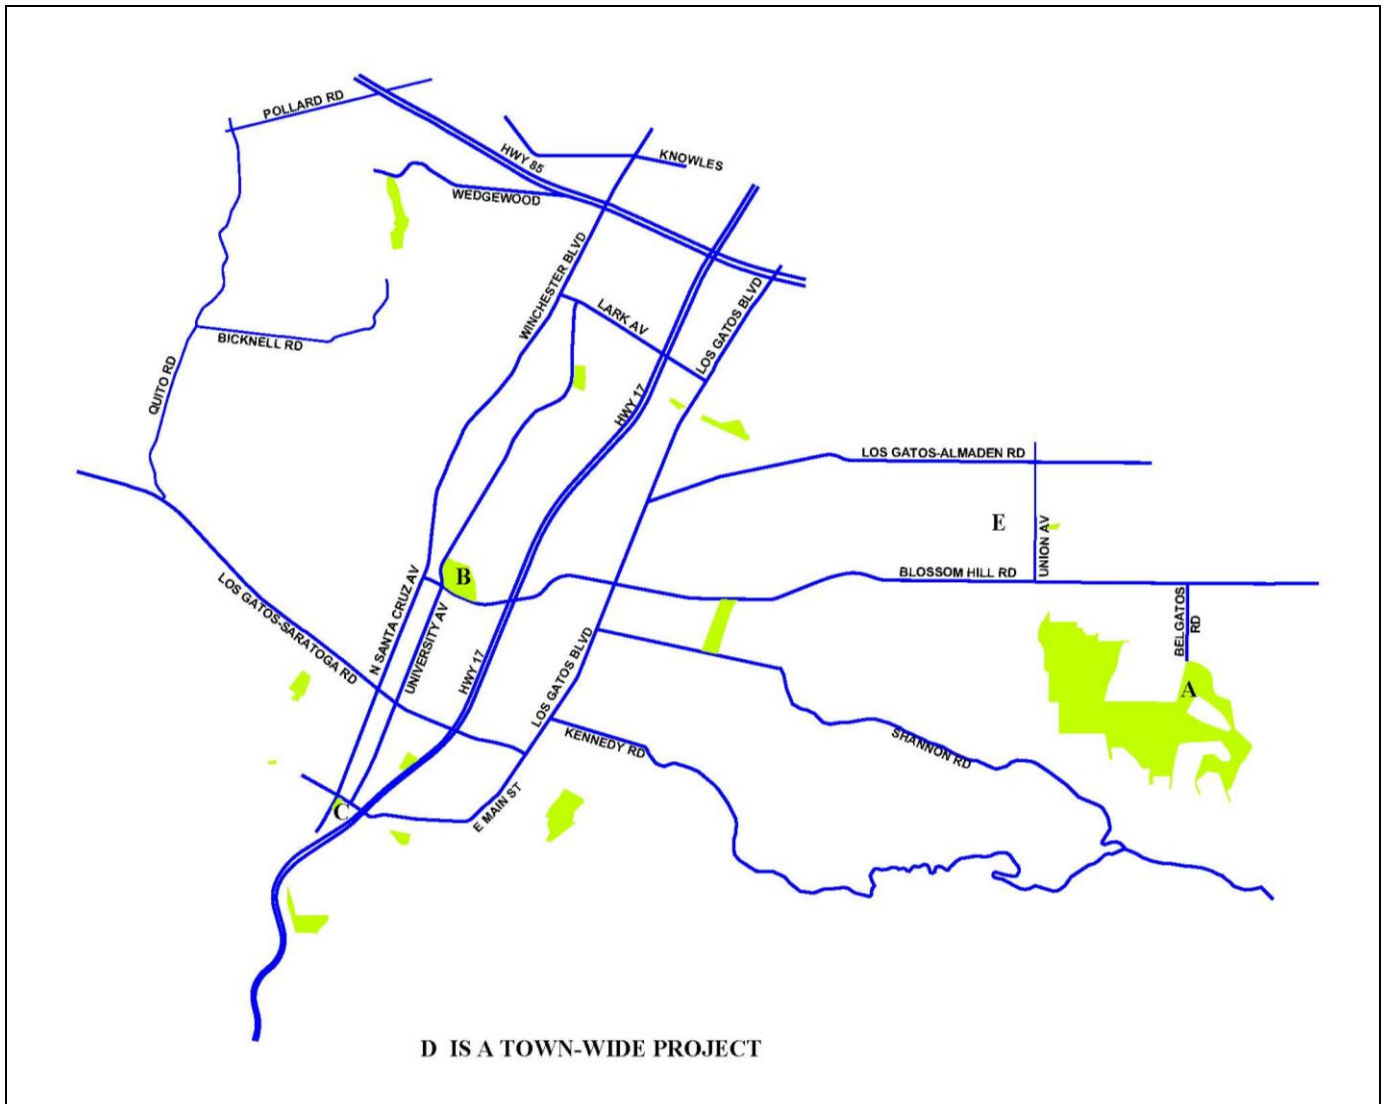 POLLARD RD
HWY 85
KNOWLES
WEDGEWOOD
WINCHESTER BLVD
LARK AV
LOS GATOS BLVD
BICKNELL RD
QUITO RD
HWY 17
LOS GATOS-ALMADEN RD
E
UNION AV
B
BLOSSOM HILL RD
LOS GATOS-SARATOGA RD
N SANTA CRUZ AV
UNIVERSITY AV
HWY 17
LOS GATOS BLVD
BELGATOS
RD
A
KENNEDY RD
SHANNON RD
C
E MAIN ST
D IS A TOWN-WIDE PROJECT